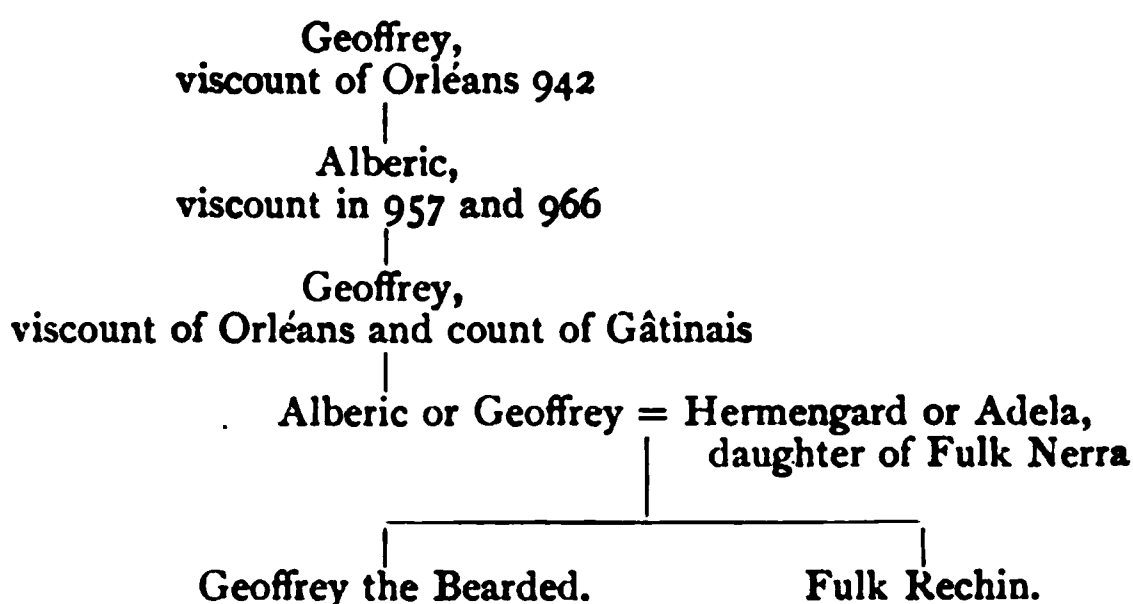 Geoffrey,
viscount of Orléans 942
Alberic,
viscount in 957 and 966
Geoffrey,
viscount of Orléans and count of Gâtinais
Alberic or Geoffrey = Hermengard or Adela,
daughter of Fulk Nerra
Geoffrey the Bearded. Fulk Rechin.